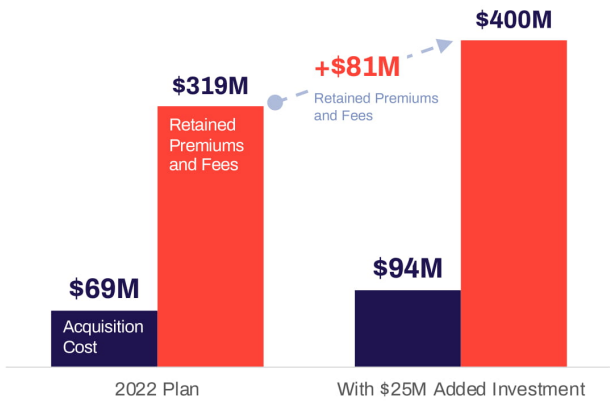 $400M
+$81M
$319M
Retained Premiums
and Fees
Retained
Premiums
and Fees
$94M
$69M
Acquisition
Cost
2022 Plan
With $25M Added Investment